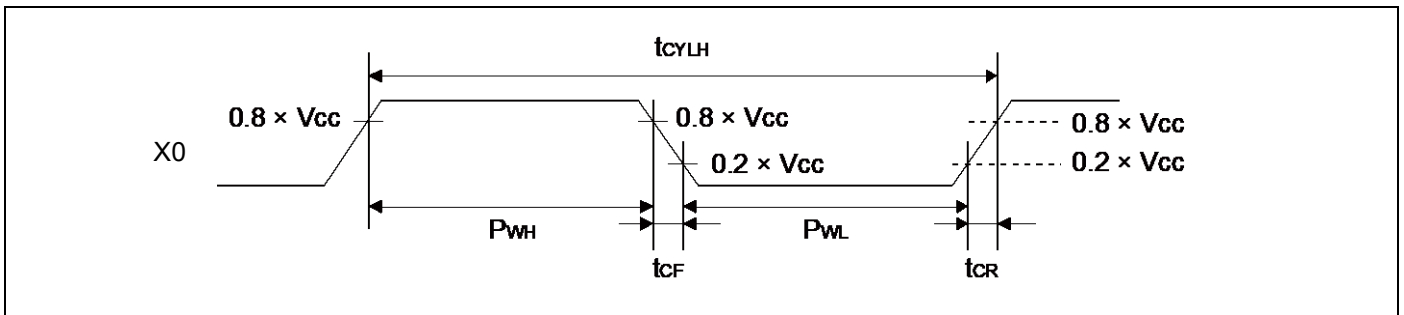 tCYLH
0.8 × Vcc
0.8 × Vcc
0.8 × Vcc
X0
0.2 × Vcc
0.2 × Vcc
PWH
PWL
tCF
tCR